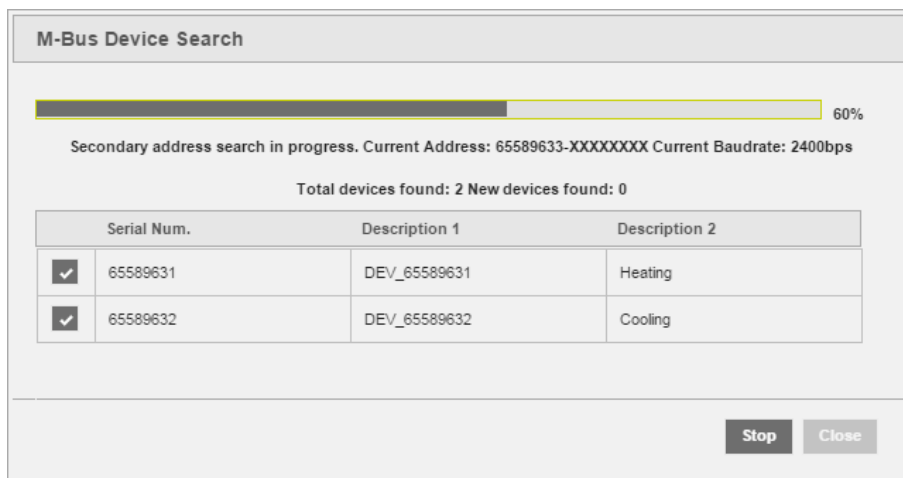 M-Bus Device Search
60%
Secondary address search in progress. Current Address: 65589633-XXXXXXXX Current Baudrate: 2400bps
Total devices found: 2 New devices found: 0
Serial Num. Description 1 Description 2
65589631 DEV_65589631 Heating
65589632 DEV_65589632 Cooling
Stop Close